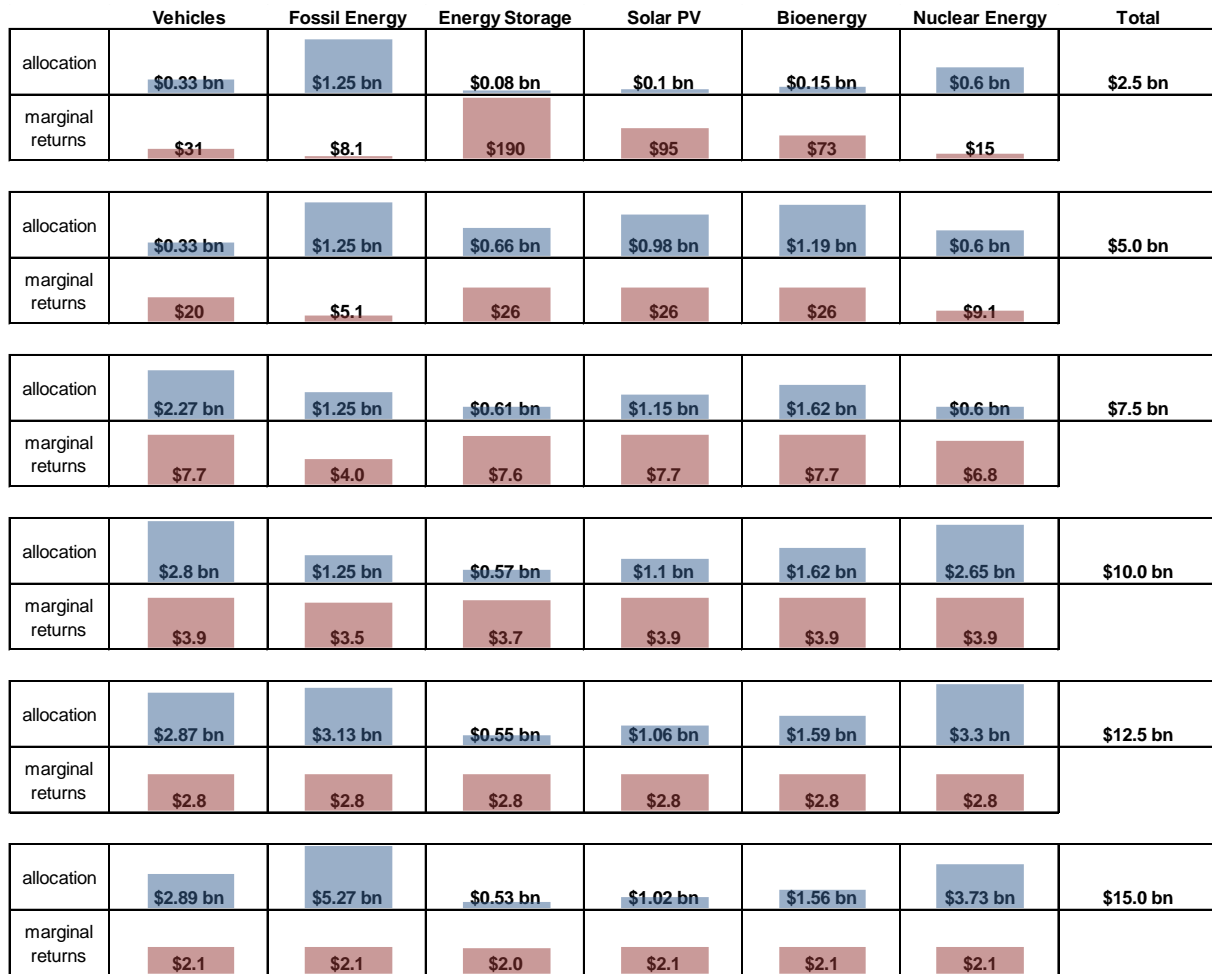 Vehicles Fossil Energy Energy Storage Solar PV Bioenergy Nuclear Energy Total
allocation $0.33 bn $1.25 bn $0.08 bn $0.1 bn $0.15 bn $0.6 bn $2.5 bn
marginal
returns $31 $8.1 $190 $95 $73 $15
allocation $0.33 bn $1.25 bn $0.66 bn $0.98 bn $1.19 bn $0.6 bn $5.0 bn
marginal
returns $20 $5.1 $26 $26 $26 $9.1
allocation $2.27 bn $1.25 bn $0.61 bn $1.15 bn $1.62 bn $0.6 bn $7.5 bn
marginal
returns $7.7 $4.0 $7.6 $7.7 $7.7 $6.8
allocation $2.8 bn $1.25 bn $0.57 bn $1.1 bn $1.62 bn $2.65 bn $10.0 bn
marginal
returns $3.9 $3.5 $3.7 $3.9 $3.9 $3.9
allocation $2.87 bn $3.13 bn $0.55 bn $1.06 bn $1.59 bn $3.3 bn $12.5 bn
marginal
returns $2.8 $2.8 $2.8 $2.8 $2.8 $2.8
allocation $2.89 bn $5.27 bn $0.53 bn $1.02 bn $1.56 bn $3.73 bn $15.0 bn
marginal
returns $2.1 $2.1 $2.0 $2.1 $2.1 $2.1